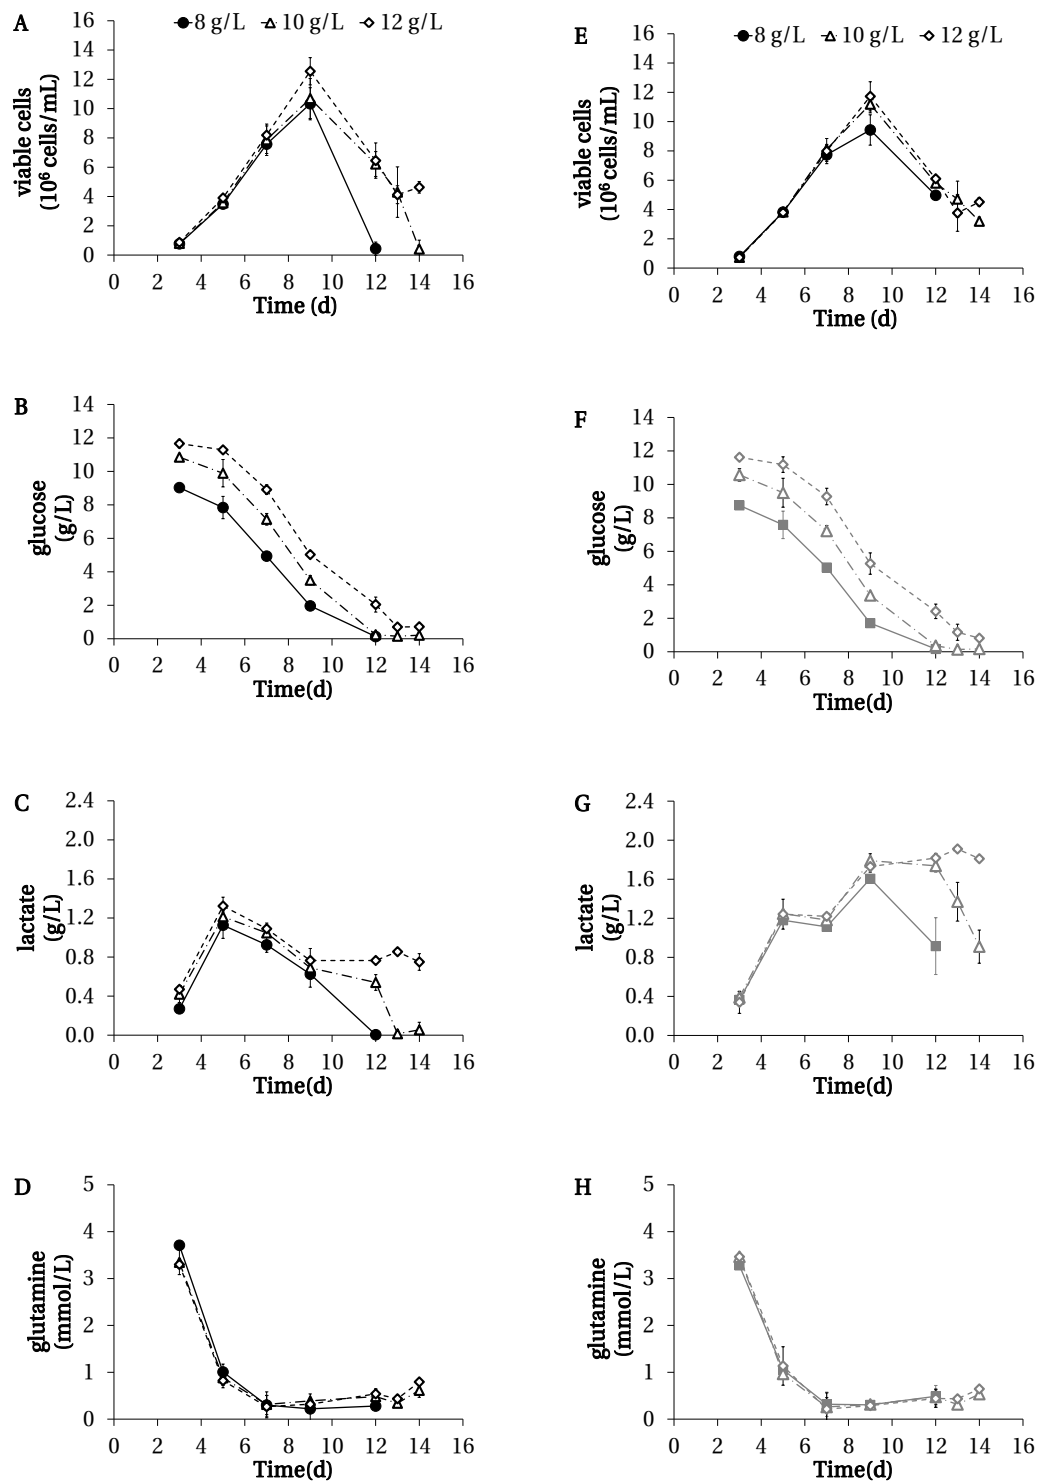 A
8 g/L 10 g/L 12 g/L
viable cells
(10⁶ cells/mL)
16
14
12
10
8
6
4
2
0
0 2 4 6 8 10 12 14 16
Time (d)
E
8 g/L 10 g/L 12 g/L
viable cells
(10⁶ cells/mL)
16
14
12
10
8
6
4
2
0
0 2 4 6 8 10 12 14 16
Time (d)
B
glucose
(g/L)
14
12
10
8
6
4
2
0
0 2 4 6 8 10 12 14 16
Time(d)
F
glucose
(g/L)
14
12
10
8
6
4
2
0
0 2 4 6 8 10 12 14 16
Time(d)
C
lactate
(g/L)
2.4
2.0
1.6
1.2
0.8
0.4
0.0
0 2 4 6 8 10 12 14 16
Time(d)
G
lactate
(g/L)
2.4
2.0
1.6
1.2
0.8
0.4
0.0
0 2 4 6 8 10 12 14 16
Time(d)
D
glutamine
(mmol/L)
5
4
3
2
1
0
0 2 4 6 8 10 12 14 16
Time(d)
H
glutamine
(mmol/L)
5
4
3
2
1
0
0 2 4 6 8 10 12 14 16
Time(d)